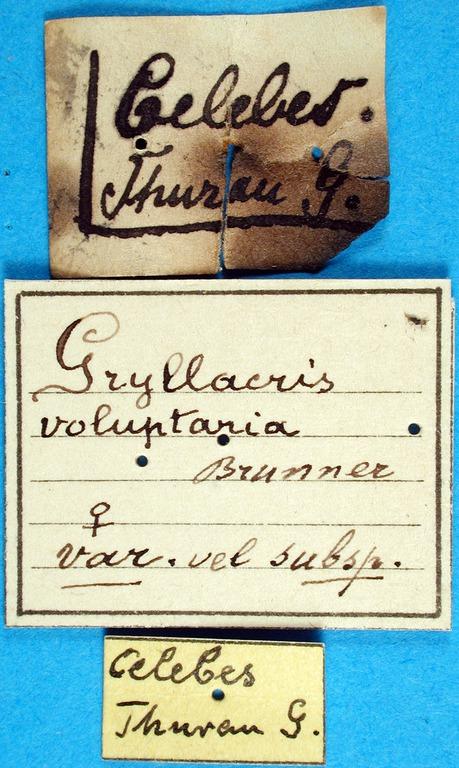 Celebes.
Thurau G.
Gryllacris
voluptaria
Brunner
♀
var. vel subsp.
Celebes
Thurau G.